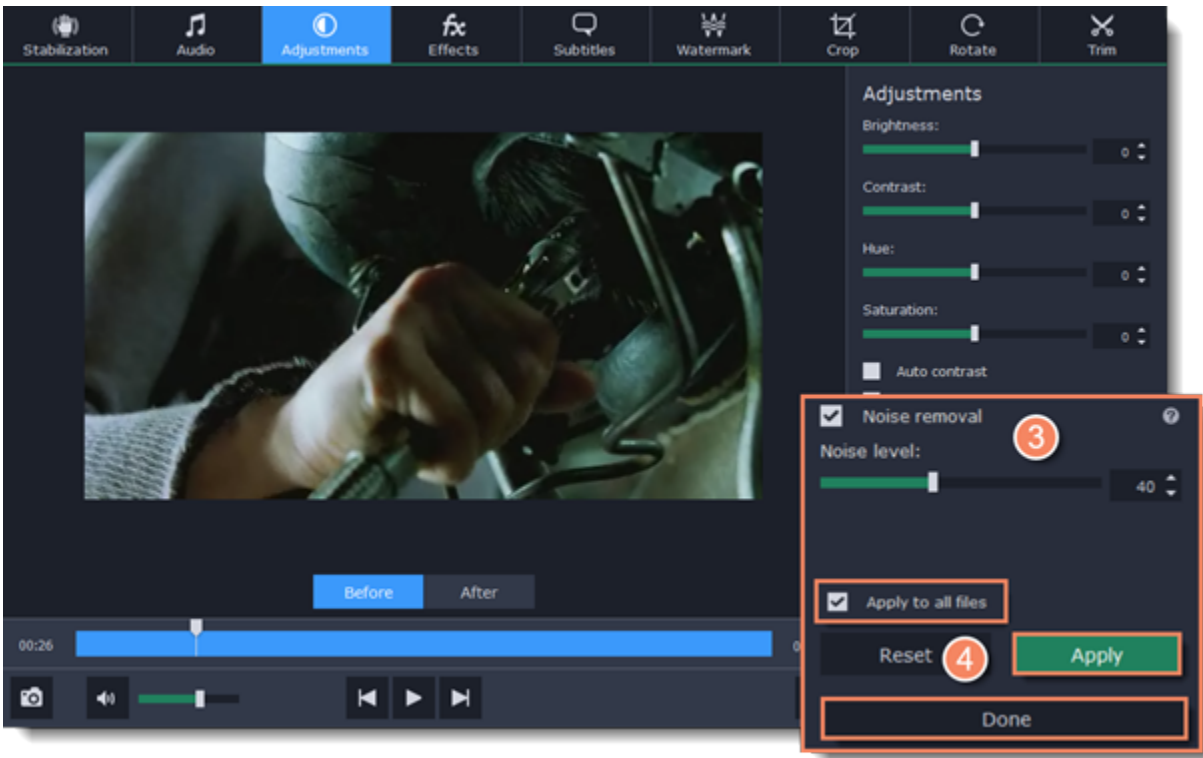 Stabilization
Audio
Adjustments
fx
Effects
Subtitles
Watermark
Crop
Rotate
Trim
Adjustments
Brightness:
0
Contrast:
0
Hue:
0
Saturation:
0
Auto contrast
Noise removal
?
3
Noise level:
40
Before
After
Apply to all files
00:26
0
Reset
4
Apply
Done